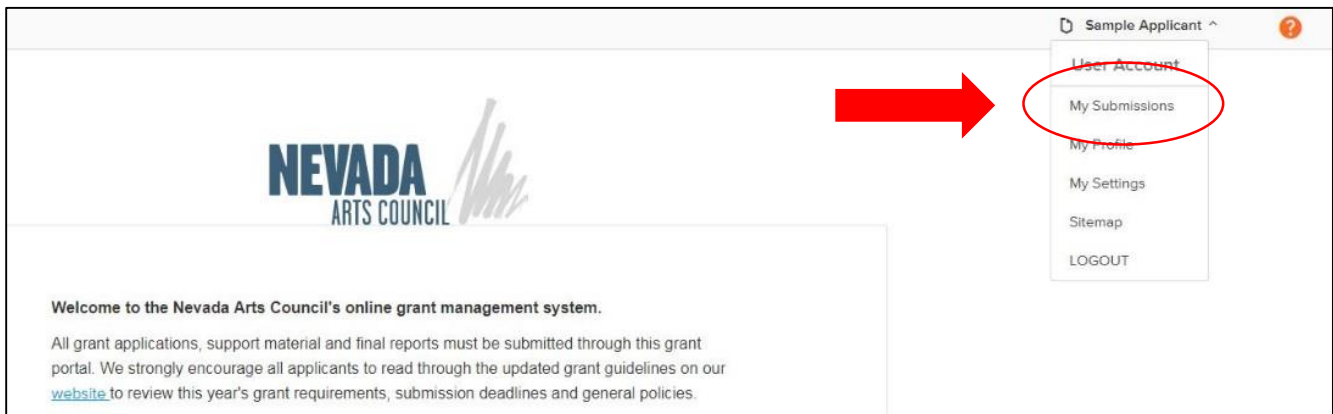 Sample Applicant
?
User Account
My Submissions
My Profile
My Settings
Sitemap
LOGOUT
NEVADA
ARTS COUNCIL
Welcome to the Nevada Arts Council's online grant management system.
All grant applications, support material and final reports must be submitted through this grant
portal. We strongly encourage all applicants to read through the updated grant guidelines on our
website to review this year's grant requirements, submission deadlines and general policies.